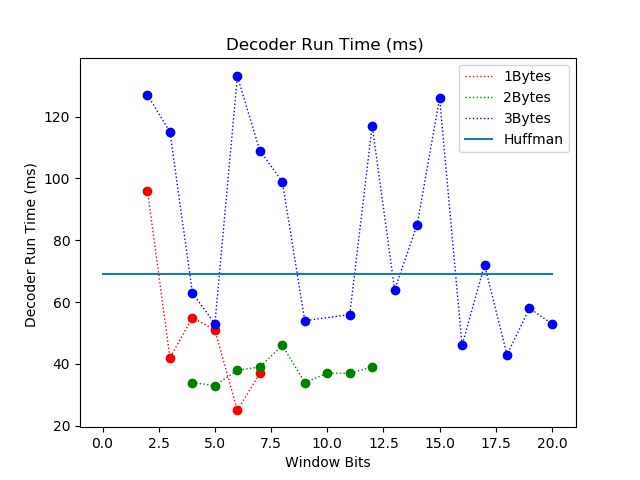 Decoder Run Time (ms)
1Bytes
2Bytes
3Bytes
Huffman
Decoder Run Time (ms)
120
100
80
60
40
20
0.0 2.5 5.0 7.5 10.0 12.5 15.0 17.5 20.0
Window Bits